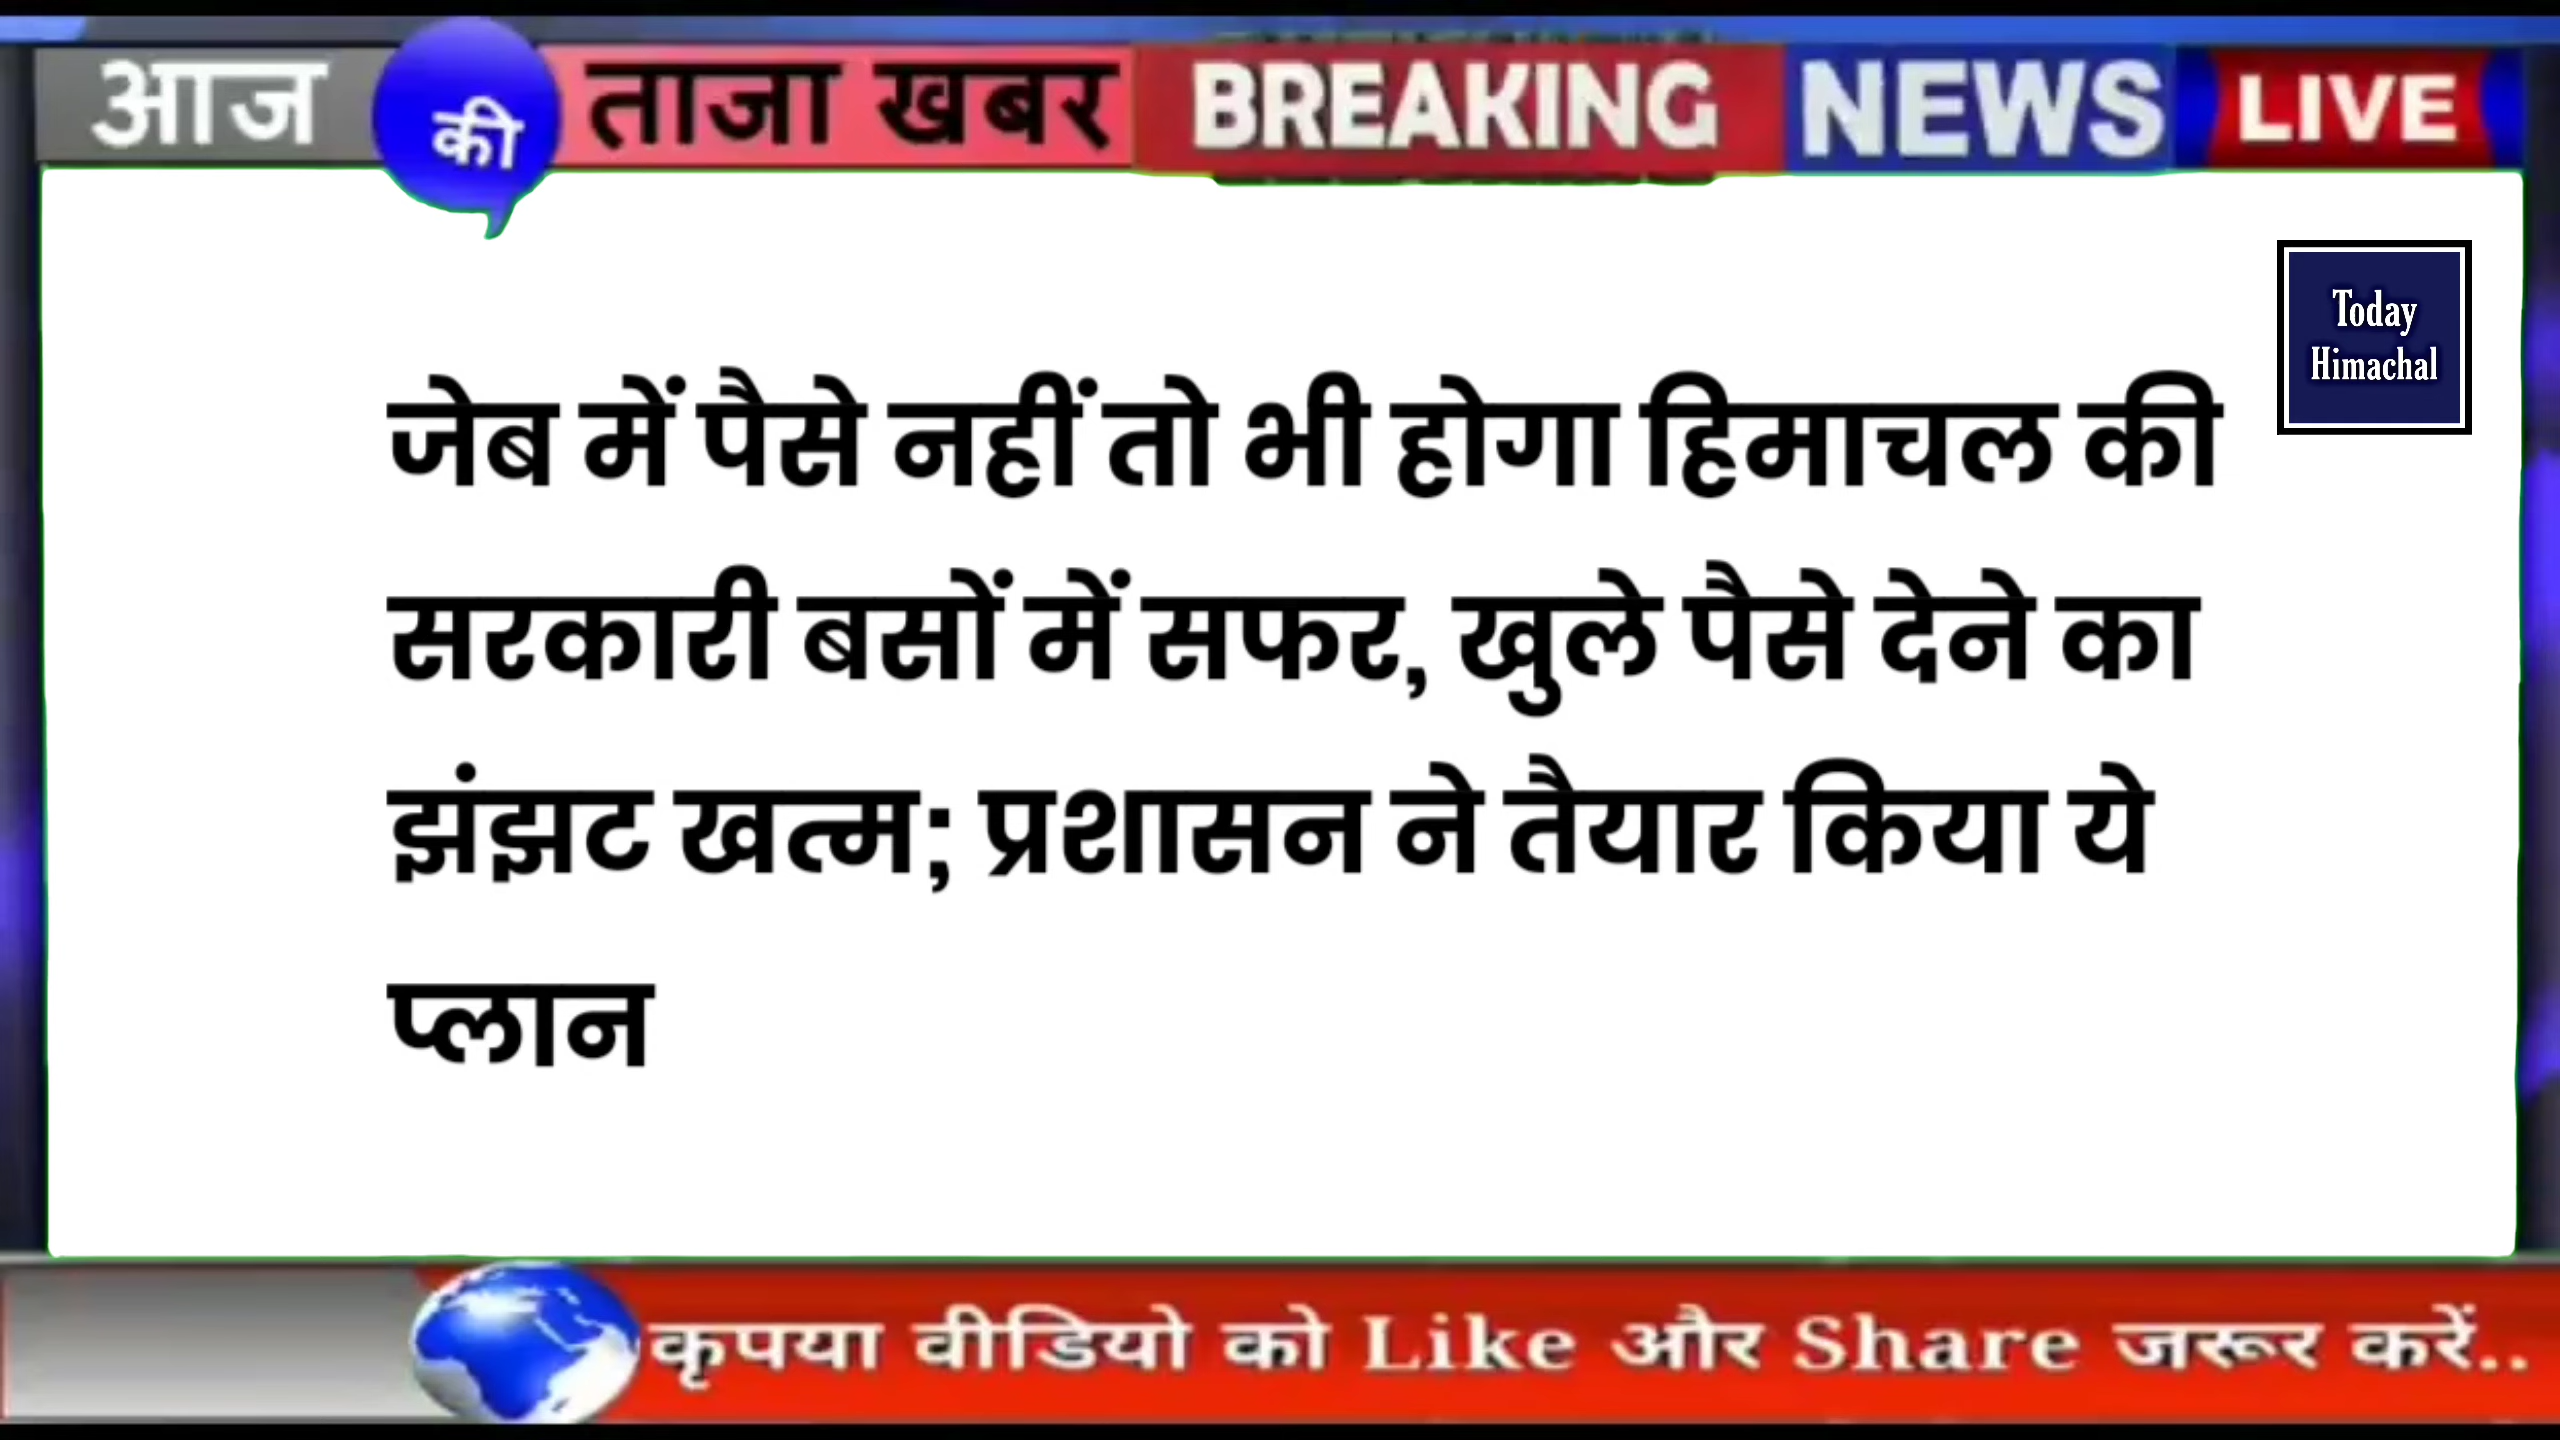 आज की ताजा खबर BREAKING NEWS LIVE
Today
Himachal
जेब में पैसे नहीं तो भी होगा हिमाचल की
सरकारी बसों में सफर, खुले पैसे देने का
झंझट खत्म; प्रशासन ने तैयार किया ये
प्लान
कृपया वीडियो को Like और Share जरूर करें..